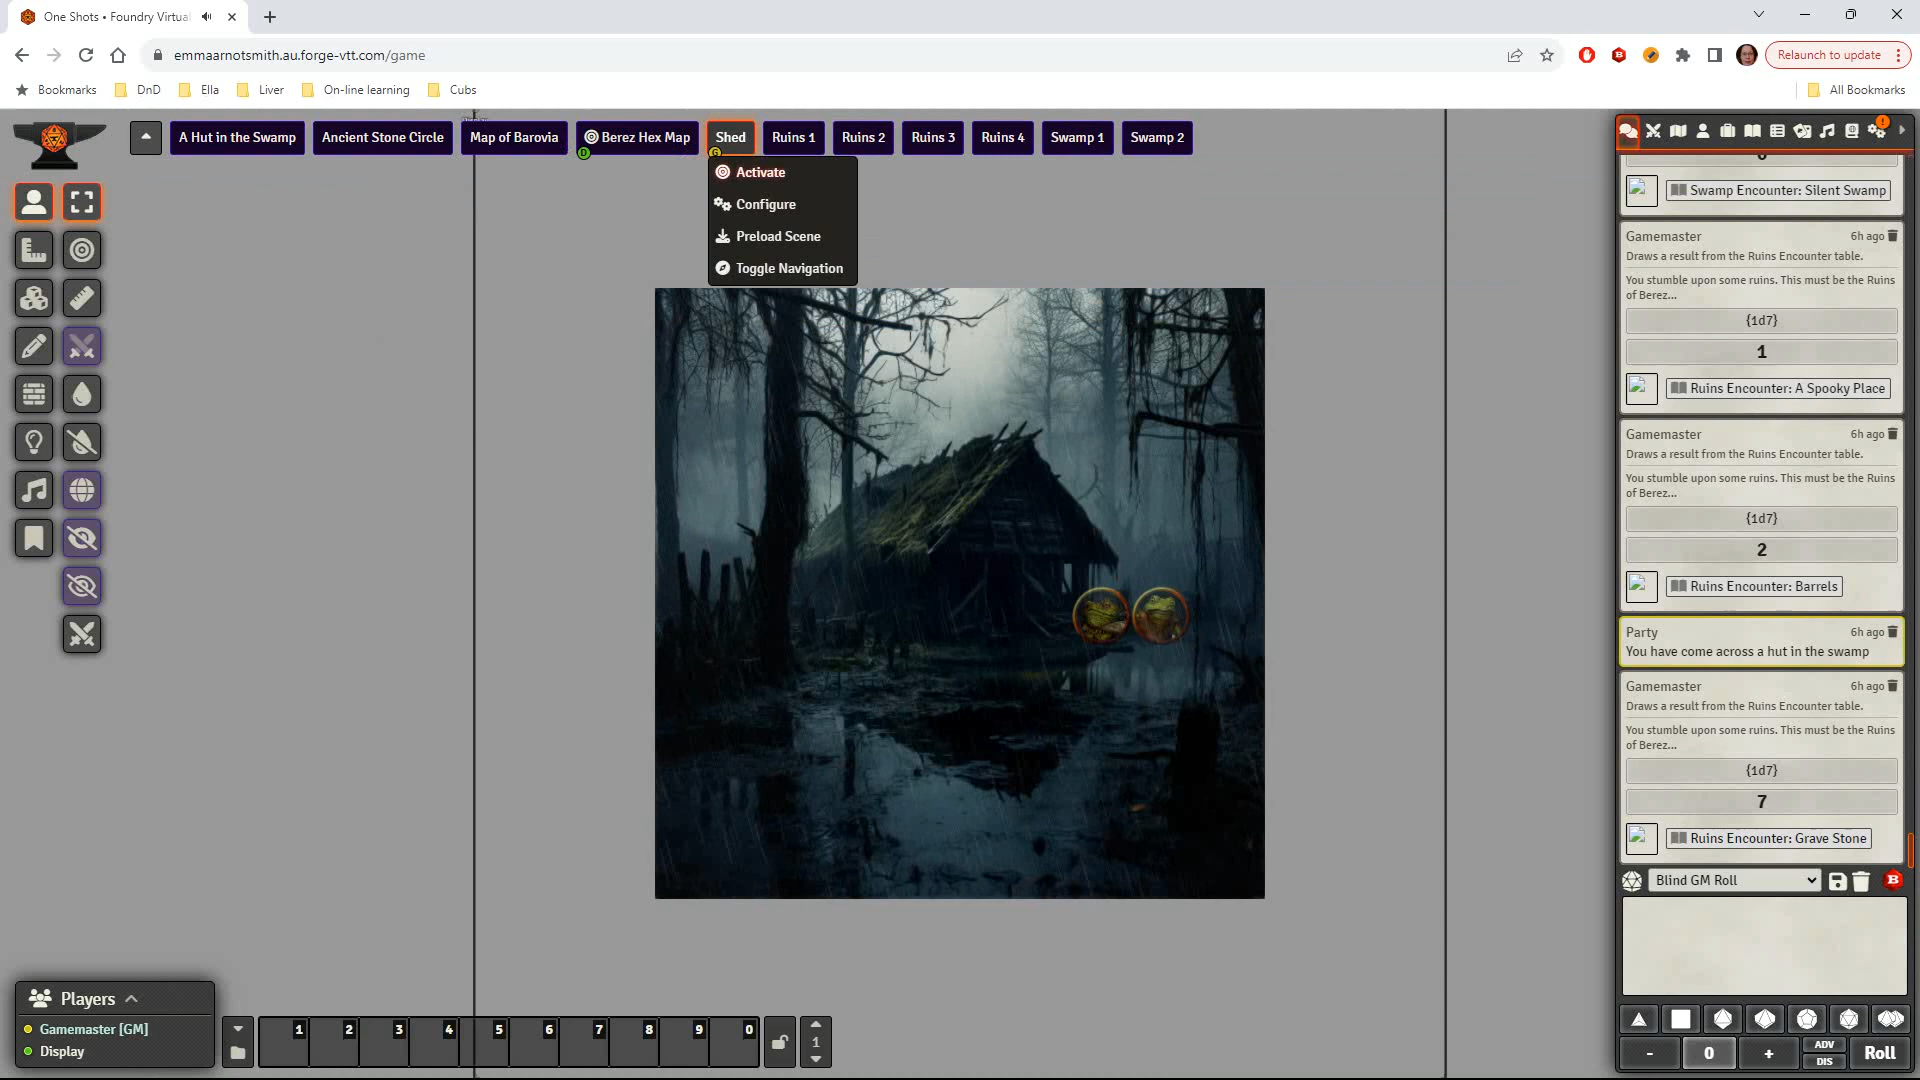 One Shots • Foundry Virtual
emmaarnotsmith.au.forge-vtt.com/game
Relaunch to update
Bookmarks
DnD
Ella
Liver
On-line learning
Cubs
All Bookmarks
A Hut in the Swamp
Ancient Stone Circle
Map of Barovia
Berez Hex Map
Shed
Ruins 1
Ruins 2
Ruins 3
Ruins 4
Swamp 1
Swamp 2
D
G
Activate
Configure
Preload Scene
Toggle Navigation
Swamp Encounter: Silent Swamp
Gamemaster
6h ago
Draws a result from the Ruins Encounter table.
You stumble upon some ruins. This must be the Ruins
of Berez...
{1d7}
1
Ruins Encounter: A Spooky Place
Gamemaster
6h ago
Draws a result from the Ruins Encounter table.
You stumble upon some ruins. This must be the Ruins
of Berez...
{1d7}
2
Ruins Encounter: Barrels
Party
6h ago
You have come across a hut in the swamp
Gamemaster
6h ago
Draws a result from the Ruins Encounter table.
You stumble upon some ruins. This must be the Ruins
of Berez...
{1d7}
7
Ruins Encounter: Grave Stone
Blind GM Roll
B
Players
Gamemaster [GM]
Display
1 2 3 4 5 6 7 8 9 0
1
- 0 +
ADV
DIS
Roll